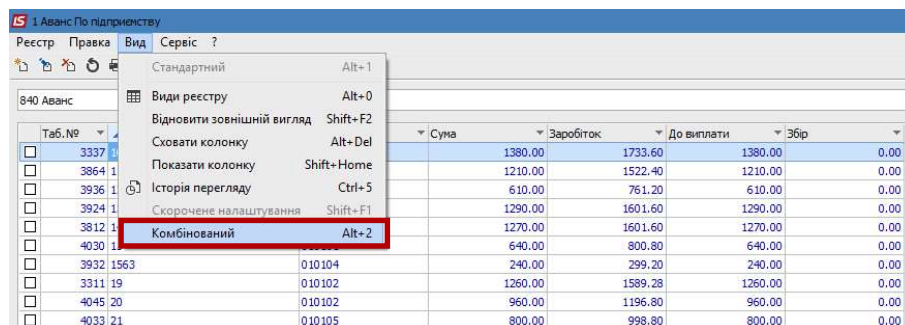 1 Аванс По підприємству
Реєстр Правка Вид Сервіс ?
840 Аванс
Стандартний Alt+1
Види реєстру Alt+0
Відновити зовнішній вигляд Shift+F2
Сховати колонку Alt+Del
Показати колонку Shift+Home
Історія перегляду Ctrl+5
Скорочене налаштування Shift+F1
Комбінований Alt+2
Таб.№ Сума Заробіток До виплати Збір
3337 1380.00 1733.60 1380.00 0.00
3864 1210.00 1522.40 1210.00 0.00
3936 610.00 761.20 610.00 0.00
3924 1290.00 1601.60 1290.00 0.00
3812 1270.00 1601.60 1270.00 0.00
4030 640.00 800.80 640.00 0.00
3932 1563 010104 240.00 299.20 240.00 0.00
3311 19 010102 1260.00 1589.28 1260.00 0.00
4045 20 010102 960.00 1196.80 960.00 0.00
4033 21 010105 800.00 998.80 800.00 0.00